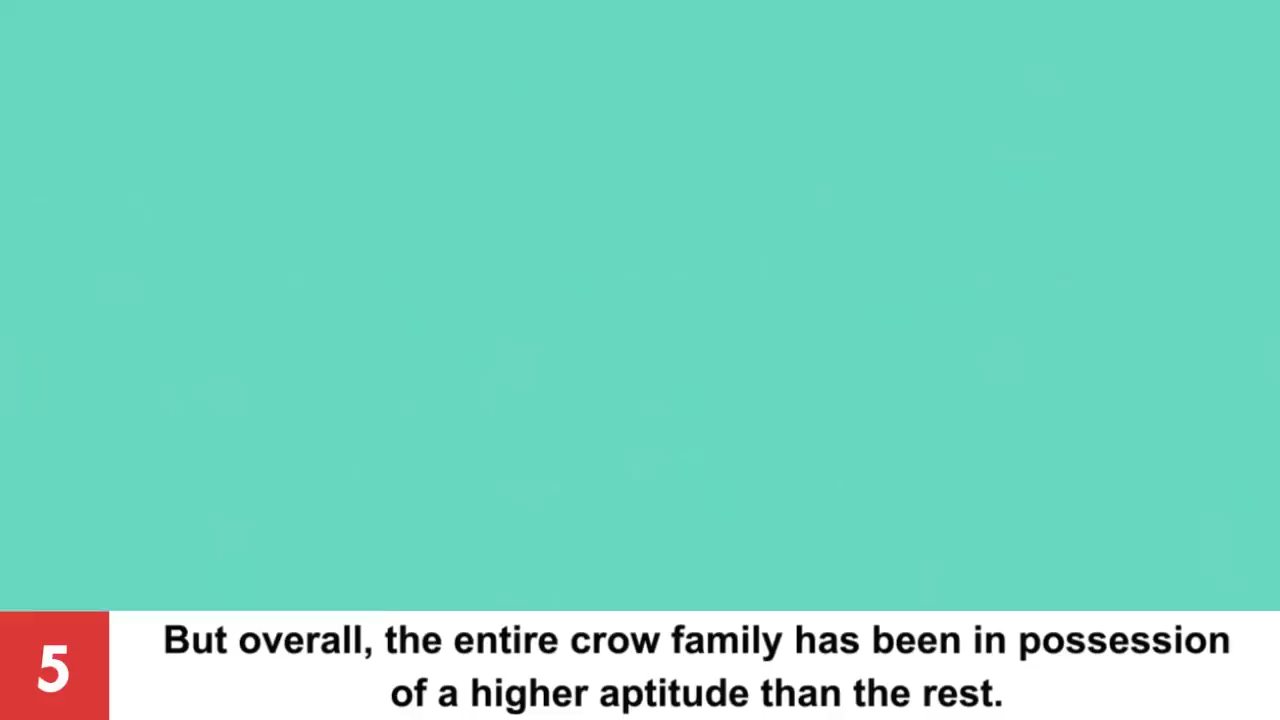 5
But overall, the entire crow family has been in possession
of a higher aptitude than the rest.